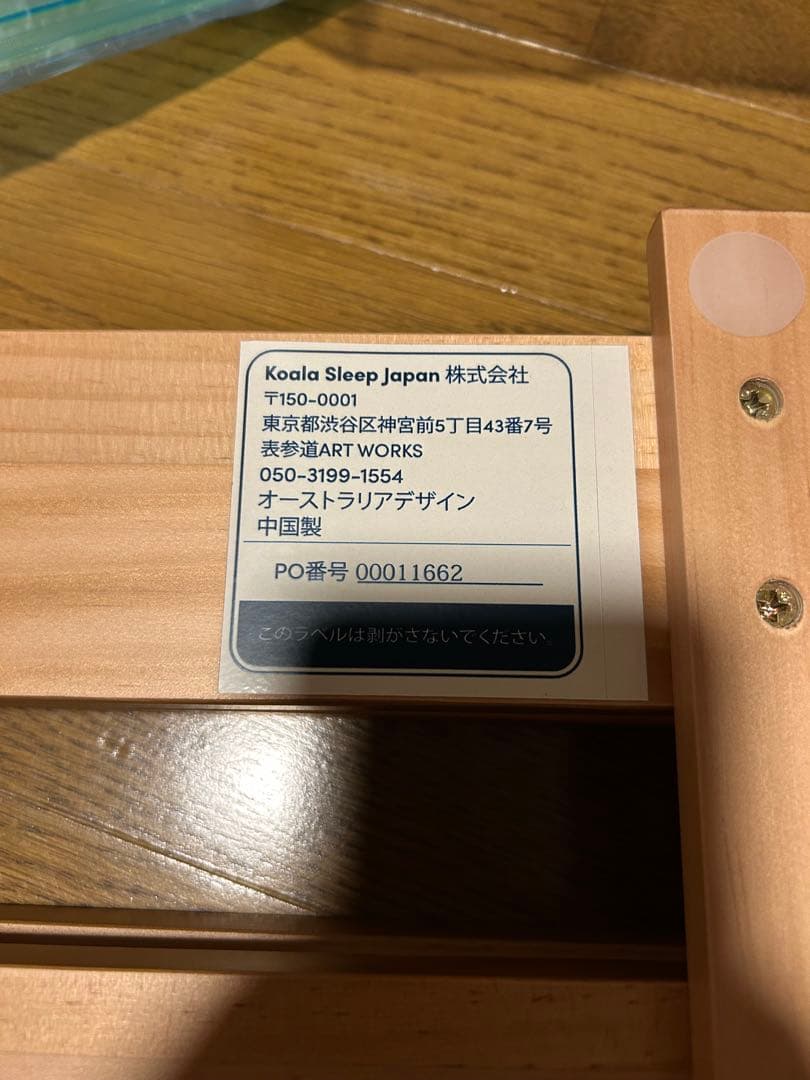 Koala Sleep Japan 株式会社
〒150-0001
東京都渋谷区神宮前5丁目43番7号
表参道ART WORKS
050-3199-1554
オーストラリアデザイン
中国製
PO番号 00011662
このラベルは剥がさないでください。